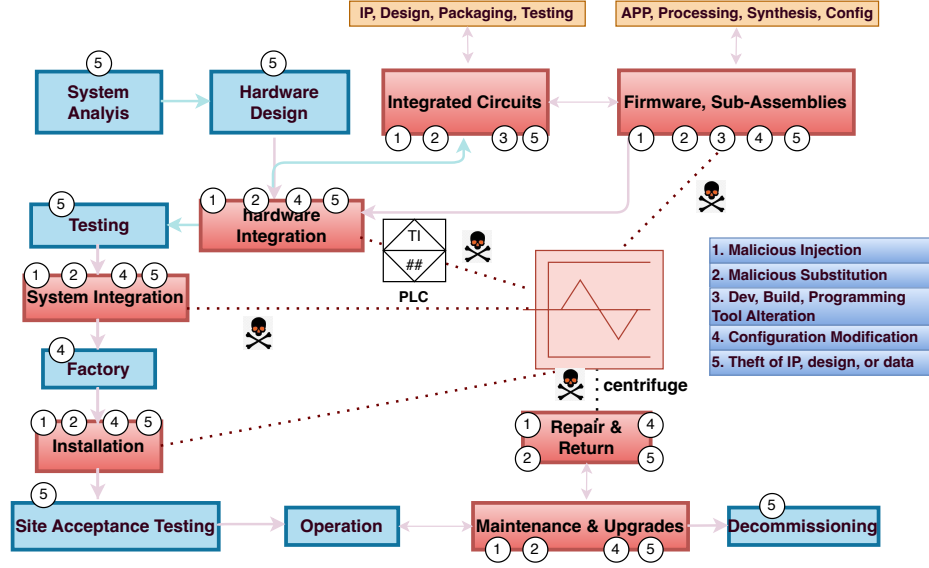 IP, Design, Packaging, Testing
APP, Processing, Synthesis, Config
5
System
Analyis
5
Hardware
Design
Integrated Circuits
1 2 3 5
Firmware, Sub-Assemblies
1 2 3 4 5
1 2 4 5
hardware
Integration
5
Testing
TI
##
PLC
1 2 4 5
System Integration
1. Malicious Injection
2. Malicious Substitution
3. Dev, Build, Programming
Tool Alteration
4. Configuration Modification
5. Theft of IP, design, or data
4
Factory
centrifuge
1 2 4 5
Installation
1 4
Repair &
Return
2 5
5
Site Acceptance Testing
Operation
Maintenance & Upgrades
1 2 4 5
5
Decommissioning